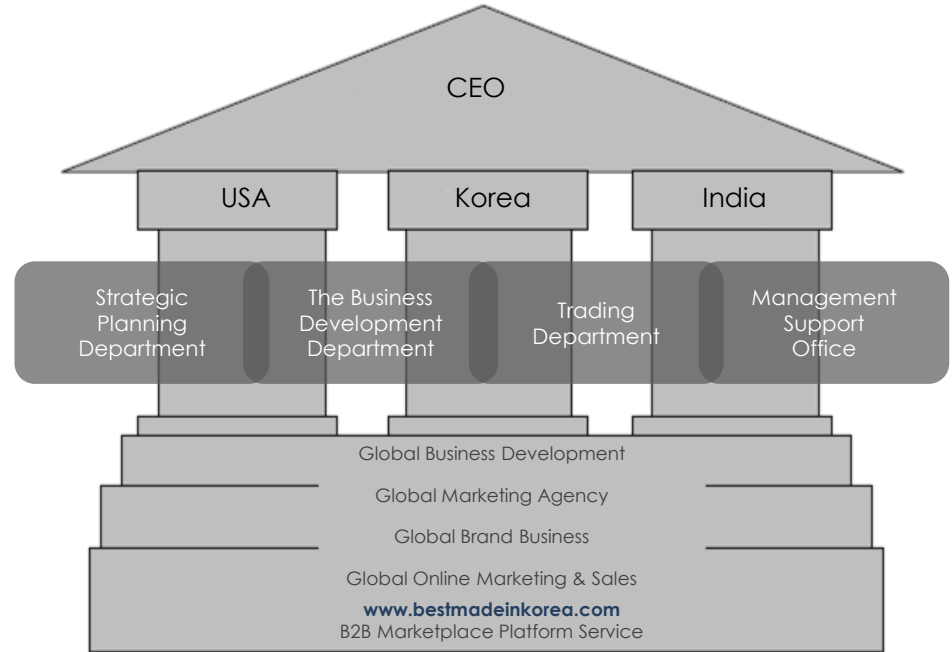 CEO
USA
Korea
India
Strategic
Planning
Department
The Business
Development
Department
Trading
Department
Management
Support
Office
Global Business Development
Global Marketing Agency
Global Brand Business
Global Online Marketing & Sales
www.bestmadeinkorea.com
B2B Marketplace Platform Service